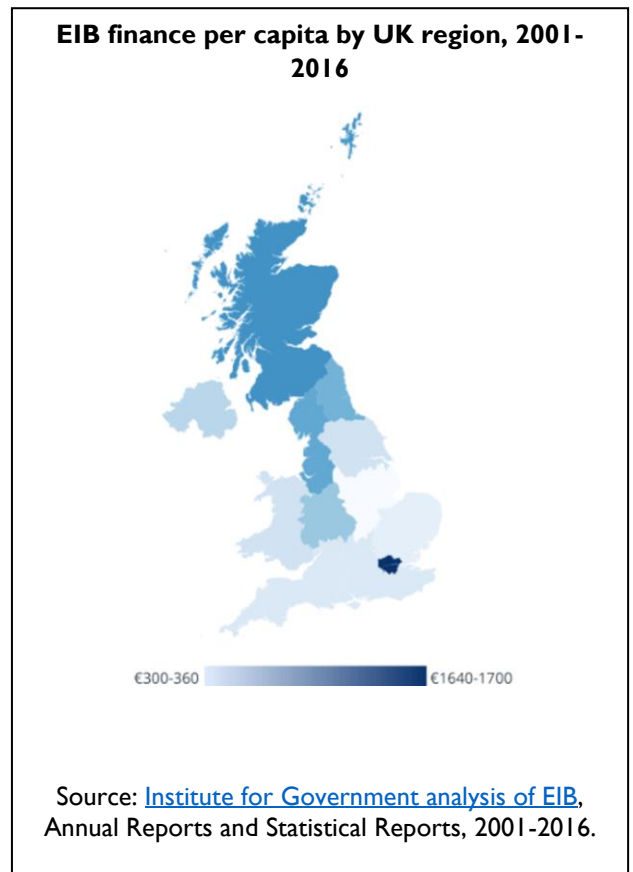 EIB finance per capita by UK region, 2001-
2016
€300-360
€1640-1700
Source: Institute for Government analysis of EIB,
Annual Reports and Statistical Reports, 2001-2016.